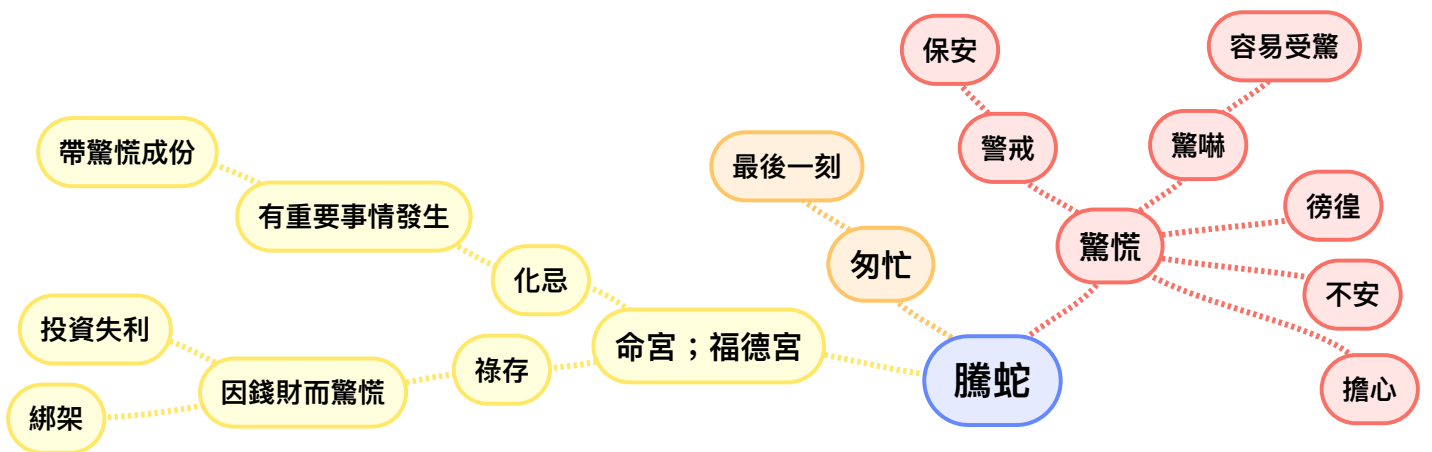 騰蛇
驚慌
警戒
保安
驚嚇
容易受驚
徬徨
不安
擔心
匆忙
最後一刻
命宮；福德宮
化忌
有重要事情發生
帶驚慌成份
祿存
因錢財而驚慌
投資失利
綁架